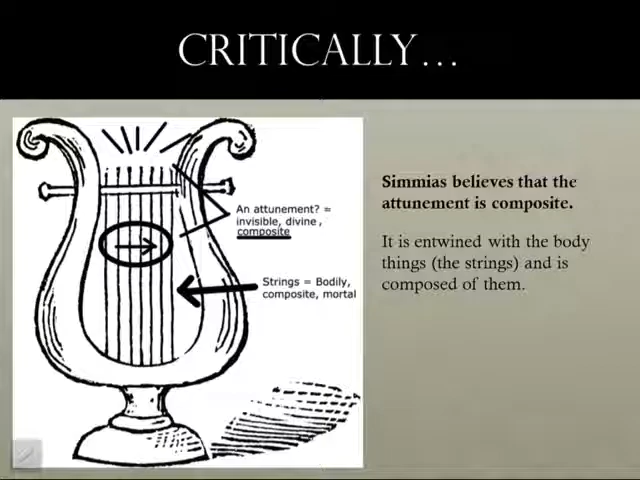 CRITICALLY...
An attunement? =
invisible, divine,
composite
Strings = Bodily,
composite, mortal
Simmias believes that the
attunement is composite.
It is entwined with the body
things (the strings) and is
composed of them.